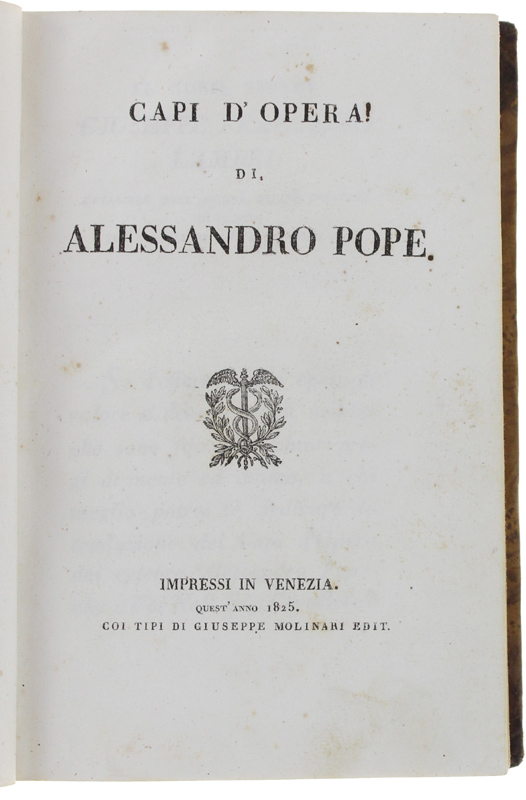 CAPI D' OPERA!
DI.
ALESSANDRO POPE.
IMPRESSI IN VENEZIA.
QUEST' ANNO 1825.
COI TIPI DI GIUSEPPE MOLINARI EDIT.